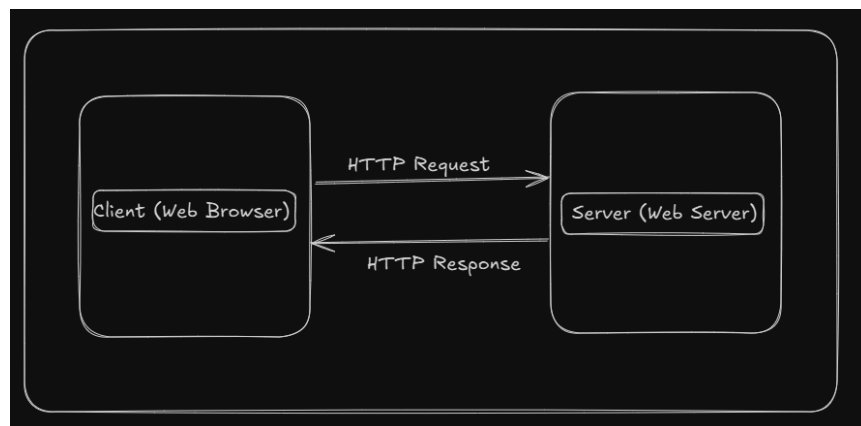 HTTP Request
Client (Web Browser)
Server (Web Server)
HTTP Response